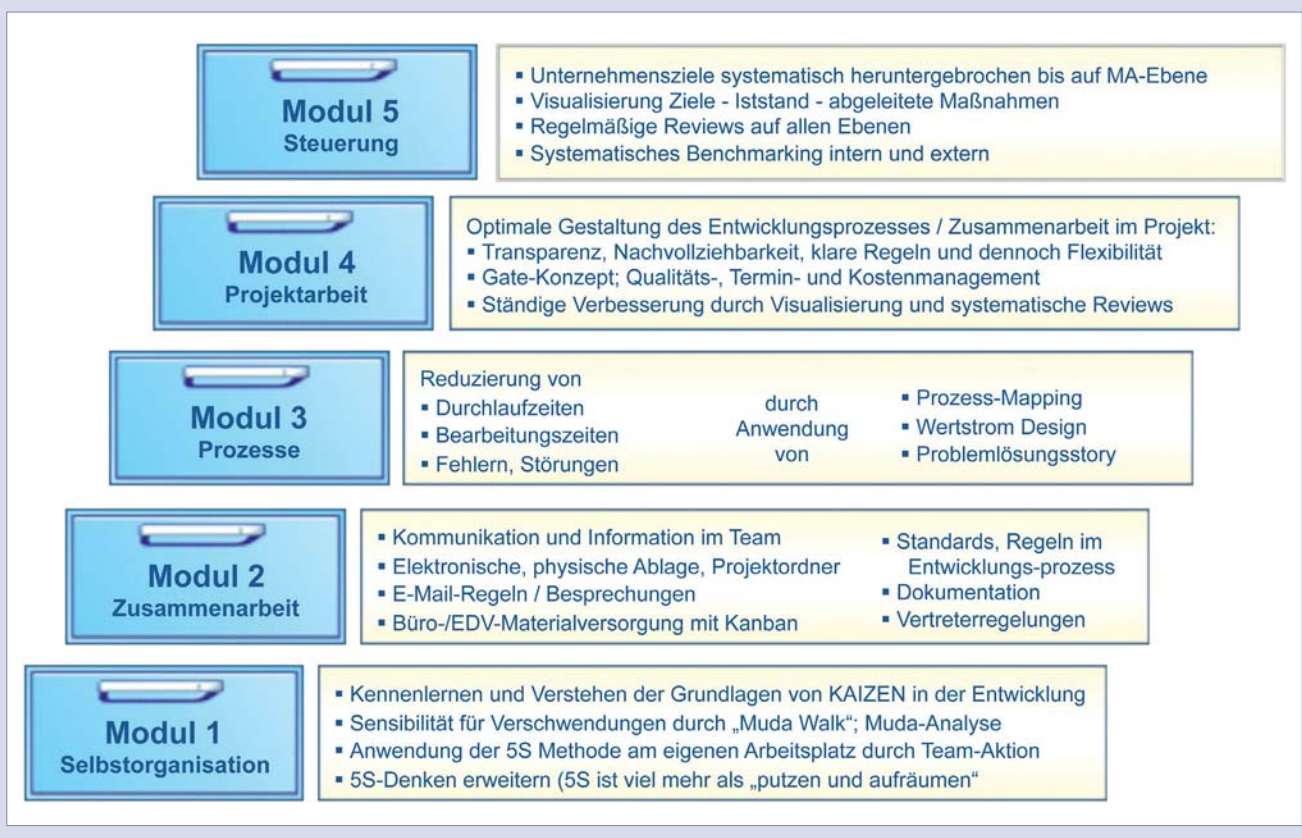 Modul 5
Steuerung
▪ Unternehmensziele systematisch heruntergebrochen bis auf MA-Ebene
▪ Visualisierung Ziele - Iststand - abgeleitete Maßnahmen
▪ Regelmäßige Reviews auf allen Ebenen
▪ Systematisches Benchmarking intern und extern
Modul 4
Projektarbeit
Optimale Gestaltung des Entwicklungsprozesses / Zusammenarbeit im Projekt:
▪ Transparenz, Nachvollziehbarkeit, klare Regeln und dennoch Flexibilität
▪ Gate-Konzept; Qualitäts-, Termin- und Kostenmanagement
▪ Ständige Verbesserung durch Visualisierung und systematische Reviews
Modul 3
Prozesse
Reduzierung von
▪ Durchlaufzeiten
▪ Bearbeitungszeiten
▪ Fehlern, Störungen
durch
Anwendung
von
▪ Prozess-Mapping
▪ Wertstrom Design
▪ Problemlösungsstory
Modul 2
Zusammenarbeit
▪ Kommunikation und Information im Team
▪ Elektronische, physische Ablage, Projektordner
▪ E-Mail-Regeln / Besprechungen
▪ Büro-/EDV-Materialversorgung mit Kanban
▪ Standards, Regeln im
Entwicklungs-prozess
▪ Dokumentation
▪ Vertreterregelungen
Modul 1
Selbstorganisation
▪ Kennenlernen und Verstehen der Grundlagen von KAIZEN in der Entwicklung
▪ Sensibilität für Verschwendungen durch „Muda Walk“; Muda-Analyse
▪ Anwendung der 5S Methode am eigenen Arbeitsplatz durch Team-Aktion
▪ 5S-Denken erweitern (5S ist viel mehr als „putzen und aufräumen“